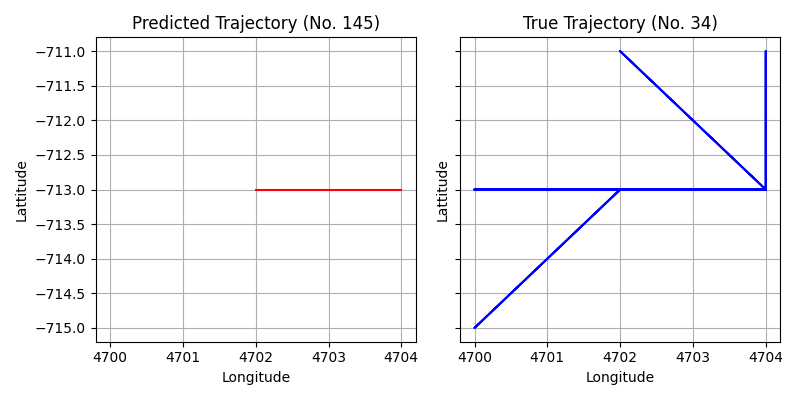 Predicted Trajectory (No. 145)
Lattitude
−711.0
−711.5
−712.0
−712.5
−713.0
−713.5
−714.0
−714.5
−715.0
4700 4701 4702 4703 4704
Longitude
True Trajectory (No. 34)
Lattitude
4700 4701 4702 4703 4704
Longitude